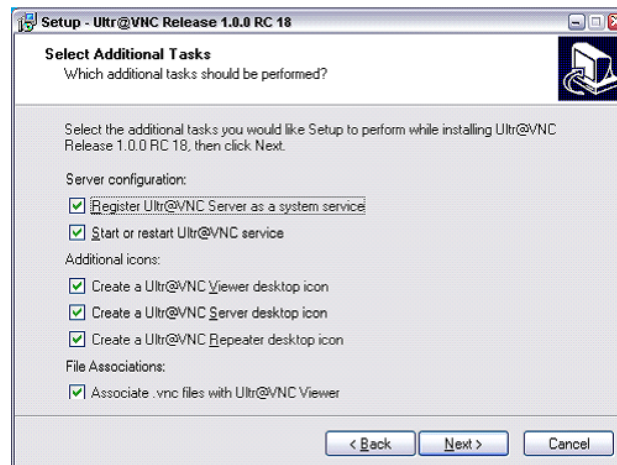 Setup - Ultr@VNC Release 1.0.0 RC 18
Select Additional Tasks
Which additional tasks should be performed?
Select the additional tasks you would like Setup to perform while installing Ultr@VNC
Release 1.0.0 RC 18, then click Next.
Server configuration:
Register Ultr@VNC Server as a system service
Start or restart Ultr@VNC service
Additional icons:
Create a Ultr@VNC Viewer desktop icon
Create a Ultr@VNC Server desktop icon
Create a Ultr@VNC Repeater desktop icon
File Associations:
Associate .vnc files with Ultr@VNC Viewer
< Back Next > Cancel